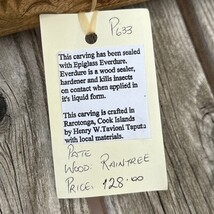 P633
This carving has been sealed
with Epiglass Everdure.
Everdure is a wood sealer,
hardener and kills insects
on contact when applied in
it's liquid form.
This carving is crafted in
Rarotonga, Cook Islands
by Henry W.Tavioni Taputa
with local materials.
PATE
WOOD: RAINTREE
PRICE: 128.00